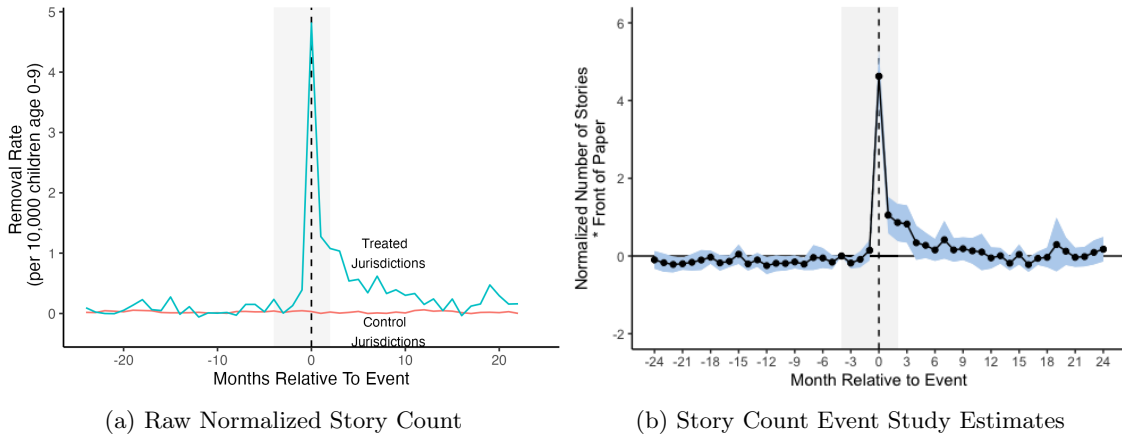 Removal Rate
(per 10,000 children age 0-9)
5
4
3
2
1
0
Treated
Jurisdictions
Control
Jurisdictions
-20
-10
0
10
20
Months Relative To Event
(a) Raw Normalized Story Count
Normalized Number of Stories
* Front of Paper
6
4
2
0
-2
-24
-21
-18
-15
-12
-9
-6
-3
0
3
6
9
12
15
18
21
24
Month Relative to Event
(b) Story Count Event Study Estimates